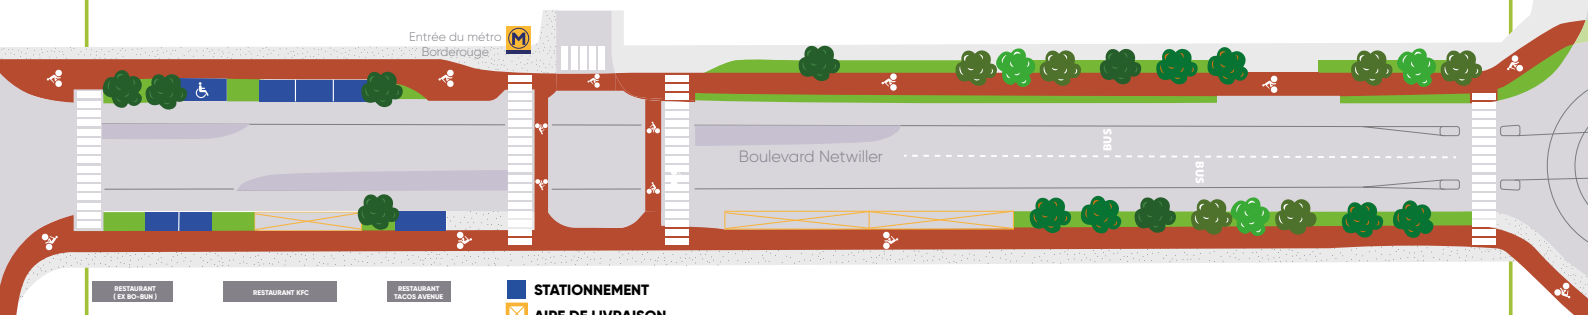 Entrée du métro
Borderouge
M
Boulevard Netwiller
BUS
BUS
RESTAURANT
( EX BO-BUN )
RESTAURANT KFC
RESTAURANT
TACOS AVENUE
STATIONNEMENT
AIRE DE LIVRAISON